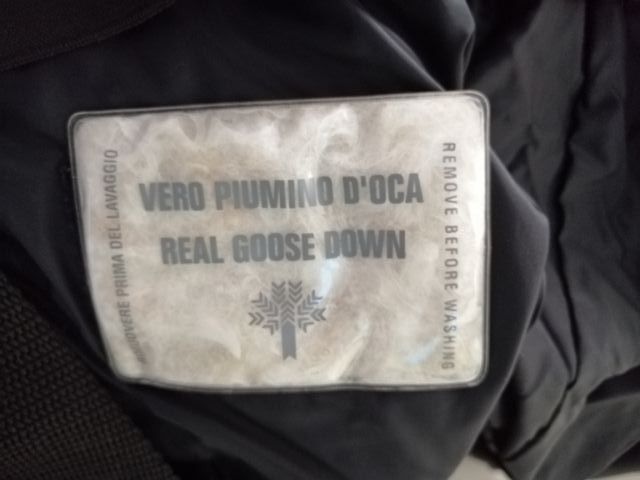 VERO PIUMINO D'OCA
REAL GOOSE DOWN
RIMUOVERE PRIMA DEL LAVAGGIO
REMOVE BEFORE WASHING